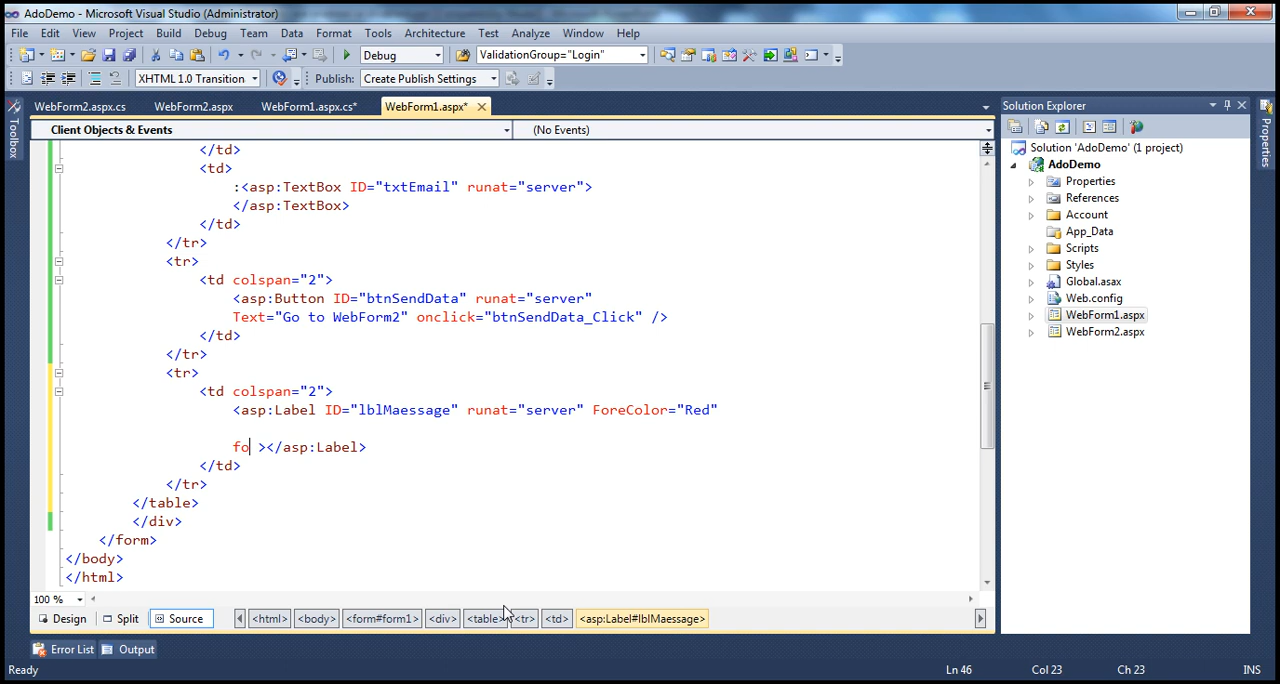 AdoDemo - Microsoft Visual Studio (Administrator)
File Edit View Project Build Debug Team Data Format Tools Architecture Test Analyze Window Help
Debug ValidationGroup="Login"
XHTML 1.0 Transition Publish: Create Publish Settings
WebForm2.aspx.cs WebForm2.aspx WebForm1.aspx.cs* WebForm1.aspx*
Solution Explorer
Toolbox
Properties
Client Objects & Events (No Events)
</td>
<td>
:<asp:TextBox ID="txtEmail" runat="server">
</asp:TextBox>
</td>
</tr>
<tr>
<td colspan="2">
<asp:Button ID="btnSendData" runat="server"
Text="Go to WebForm2" onclick="btnSendData_Click" />
</td>
</tr>
<tr>
<td colspan="2">
<asp:Label ID="lblMaessage" runat="server" ForeColor="Red"
fo ></asp:Label>
</td>
</tr>
</table>
</div>
</form>
</body>
</html>
Solution 'AdoDemo' (1 project)
AdoDemo
Properties
References
Account
App_Data
Scripts
Styles
Global.asax
Web.config
WebForm1.aspx
WebForm2.aspx
100 %
Design Split Source <html> <body> <form#form1> <div> <table> <tr> <td> <asp:Label#lblMaessage>
Error List Output
Ready Ln 46 Col 23 Ch 23 INS